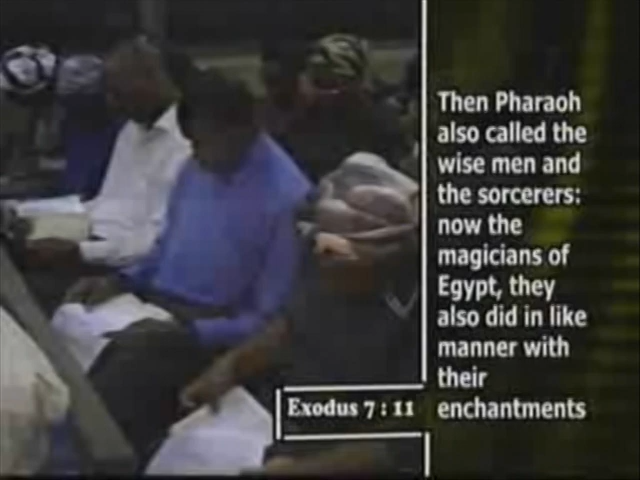 Then Pharaoh
also called the
wise men and
the sorcerers:
now the
magicians of
Egypt, they
also did in like
manner with
their
enchantments
Exodus 7 : 11